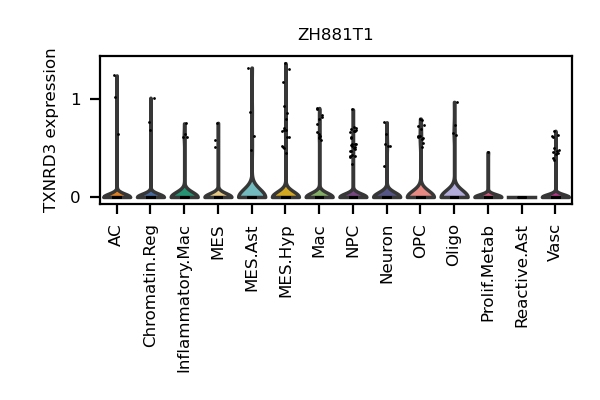 ZH881T1
TXNRD3 expression
1
0
AC
Chromatin.Reg
Inflammatory.Mac
MES
MES.Ast
MES.Hyp
Mac
NPC
Neuron
OPC
Oligo
Prolif.Metab
Reactive.Ast
Vasc